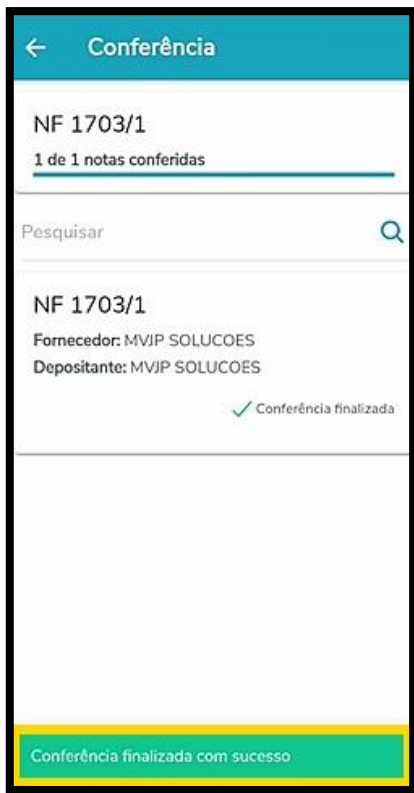 Conferência
NF 1703/1
1 de 1 notas conferidas
Pesquisar
NF 1703/1
Fornecedor: MVJP SOLUCOES
Depositante: MVJP SOLUCOES
Conferência finalizada
Conferência finalizada com sucesso